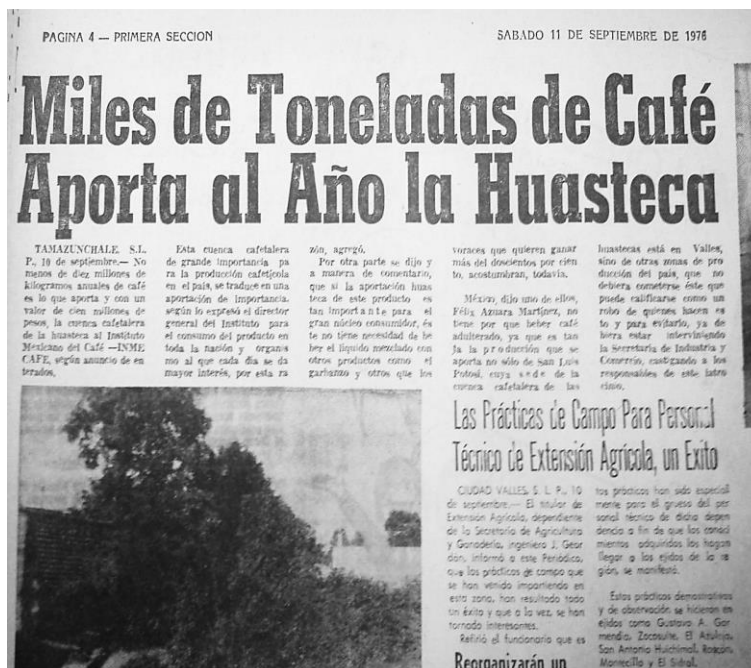 PAGINA 4 — PRIMERA SECCION
SABADO 11 DE SEPTIEMBRE DE 1976
Miles de Toneladas de Café
Aporta al Año la Huasteca
TAMAZUNCHALE, S.L.
P., 10 de septiembre.— No
menos de diez millones de
kilogramos anuales de café
es lo que aporta y con un
valor de cien millones de
pesos, la cuenca cafetalera
de la huasteca al Instituto
Mexicano del Café —INME
CAFE, según anuncio de en
terados.
Esta cuenca cafetalera
de grande importancia pa
ra la producción cafetícola
en el país, se traduce en una
aportación de importancia,
según lo expresó el director
general del Instituto para
el consumo del producto en
toda la nación y organis
mo al que cada día se da
mayor interés, por esta ra
zón, agregó.
Por otra parte se dijo y
a manera de comentario,
que si la aportación huas
teca de este producto es
tan importante para el
gran núcleo consumidor, és
te no tiene necesidad de be
ber el líquido mezclado con
otros productos como el
garbanzo y otros que los
voraces que quieren ganar
más del doscientos por cien
to, acostumbran, todavía.
México, dijo uno de ellos,
Félix Azuara Martínez, no
tiene por que beber café
adulterado, ya que es tan
ta la producción que se
aporta no sólo de San Luis
Potosí, cuya sede de la
cuenca cafetalera de las
huastecas está en Valles,
sino de otras zonas de pro
ducción del país, que no
debiera cometerse éste que
puede calificarse como un
robo de quienes hacen es
to y para evitarlo, ya de
biera estar interviniendo
la Secretaría de Industria y
Comercio, castigando a los
responsables de este latro
cinio.
Las Prácticas de Campo Para Personal
Técnico de Extensión Agrícola, un Exito
CIUDAD VALLES, S. L. P., 10
de septiembre.— El titular de
Extensión Agrícola, dependiente
de la Secretaría de Agricultura
y Ganadería, ingeniero J. Gear
don, informó a este Periódico,
que las prácticas de campo que
se han venido impartiendo en
esta zona, han resultado todo
un éxito y que a la vez, se han
tornado interesantes.
Refirió el funcionario que es
tas prácticas han sido especial
mente para el grueso del per
sonal técnico de dicha depen
dencia a fin de que los conoci
mientos adquiridos los hagan
llegar a los ejidos de la re
gión, se manifestó.
Estas prácticas demostrativas
y de observación se hicieron en
ejidos como Gustavo A. Gar
mendia, Zocosuite, El Azulejo,
San Antonio Huichimal, Rascón,
Montecillo y El Sidral.
Reorganizarán un